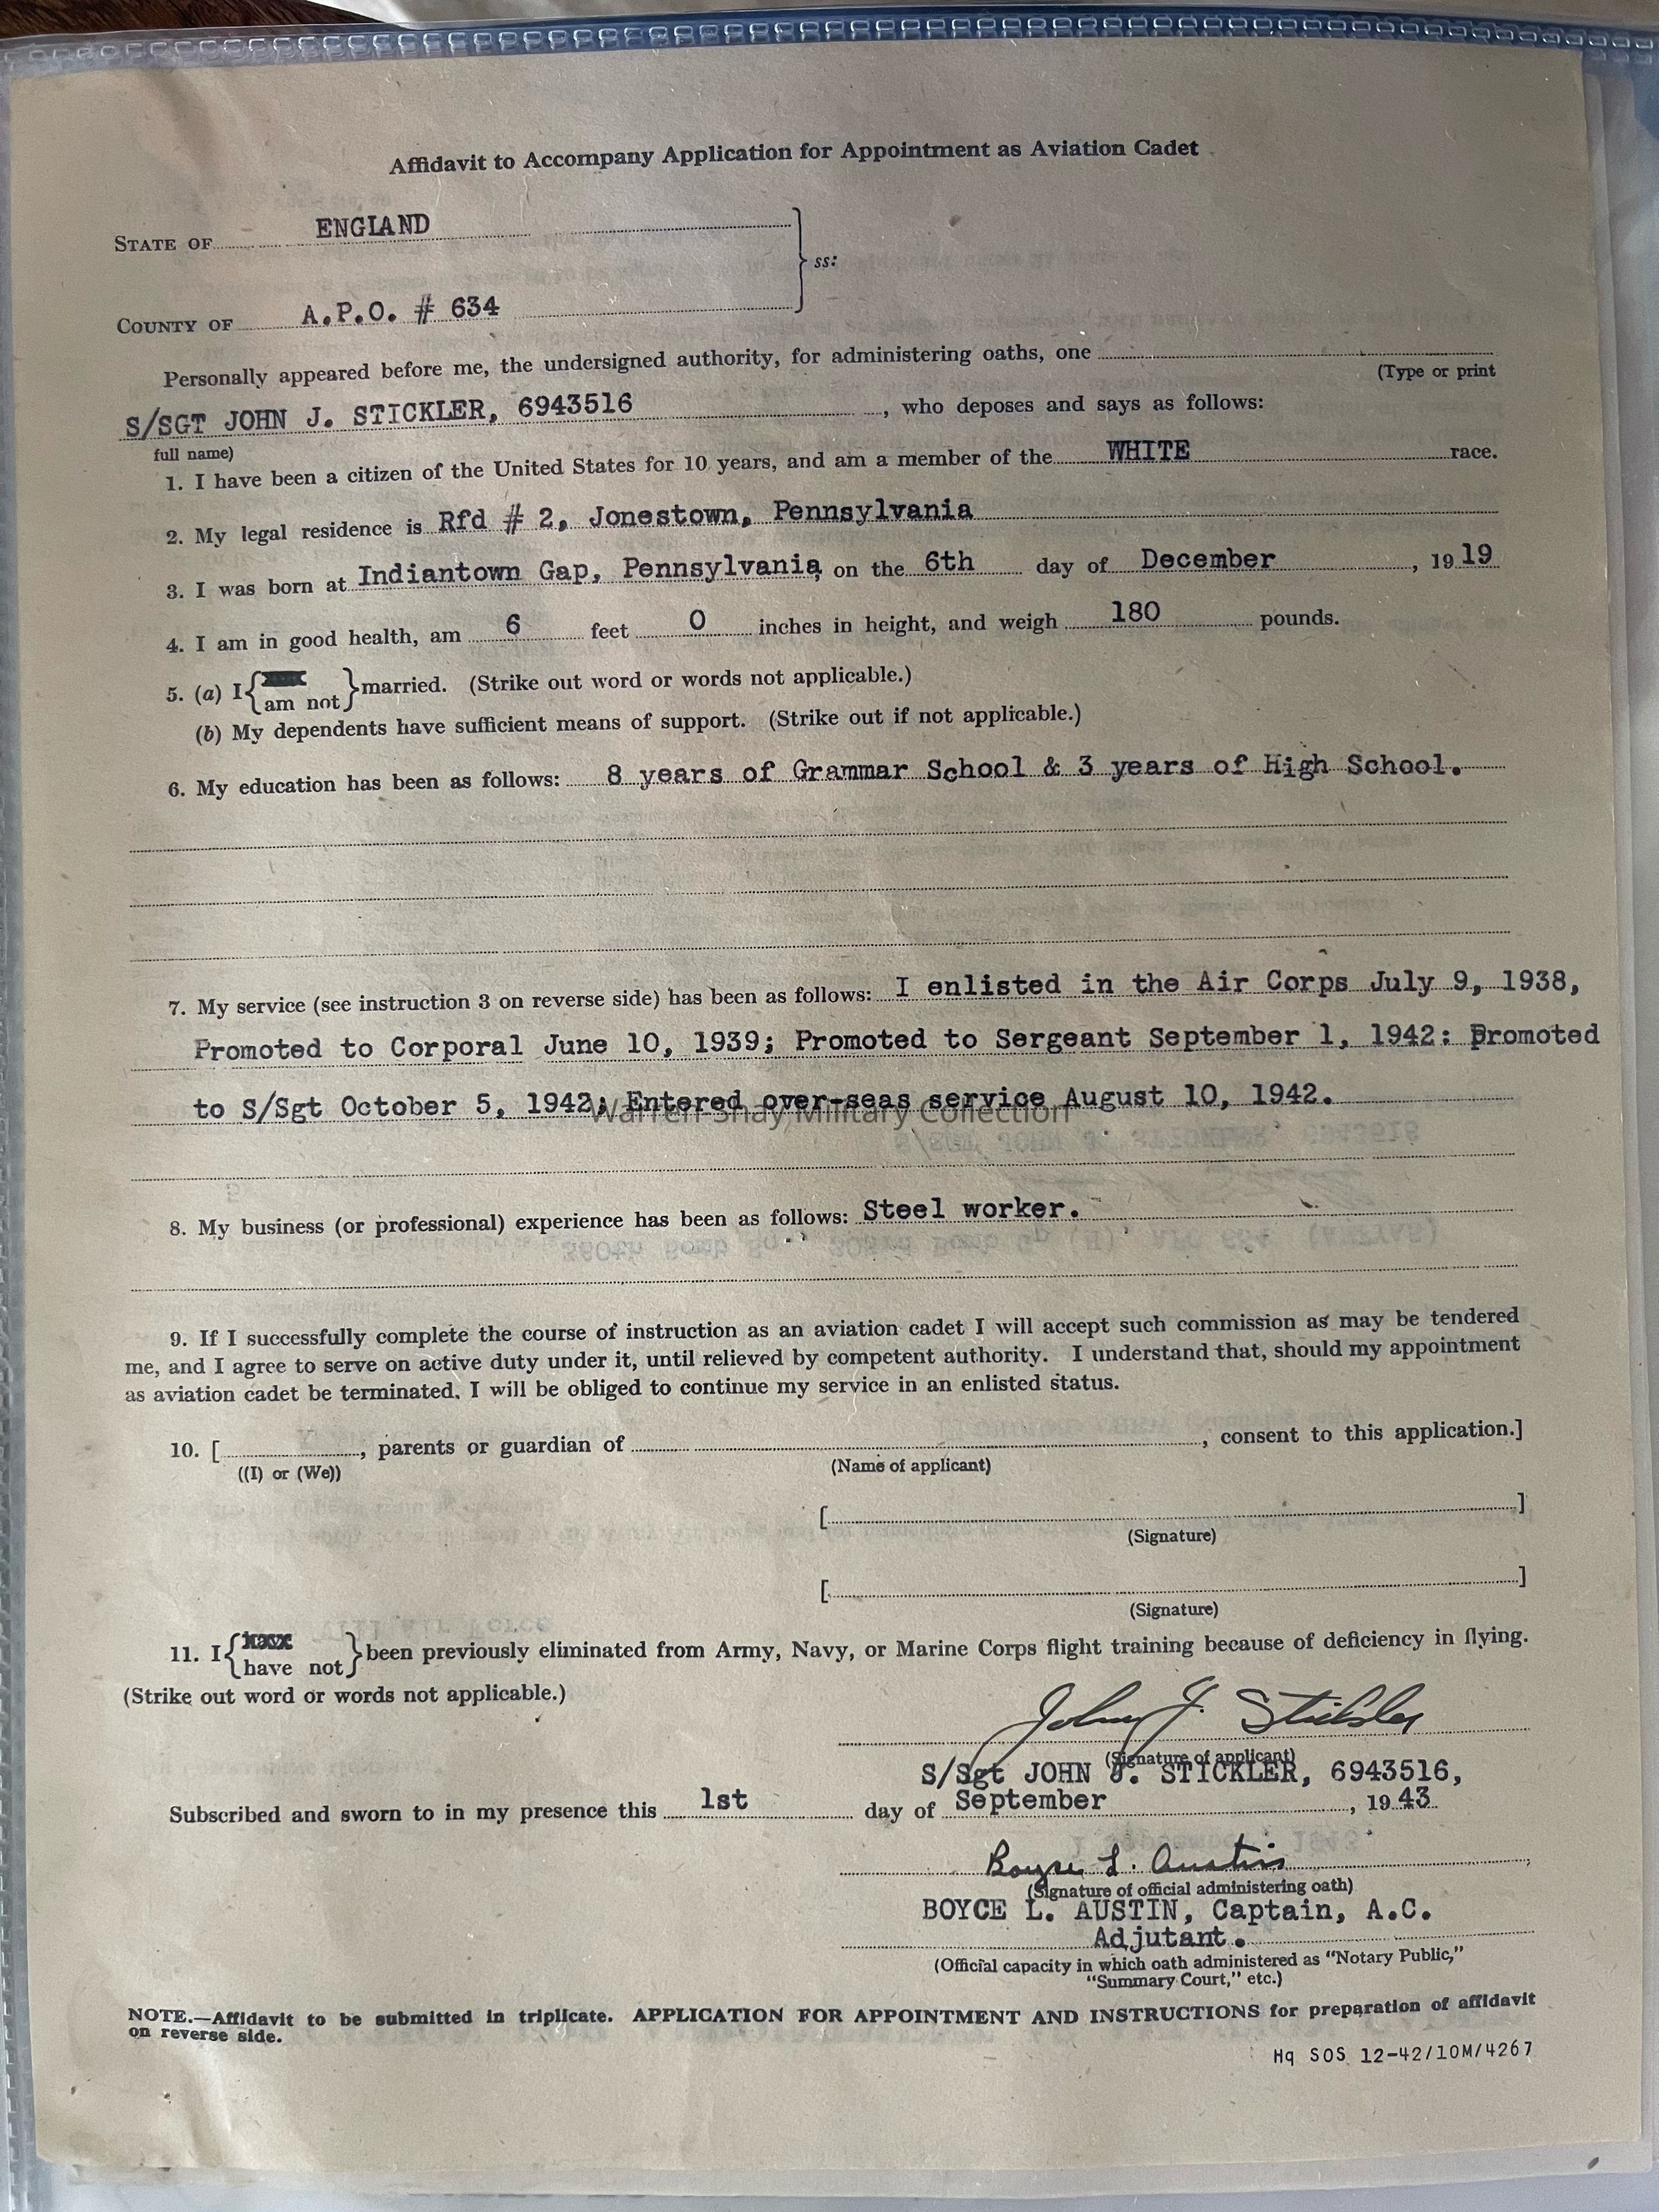 Affidavit to Accompany Application for Appointment as Aviation Cadet
STATE OF ENGLAND
ss:
COUNTY OF A.P.O. # 634
Personally appeared before me, the undersigned authority, for administering oaths, one
(Type or print
S/SGT JOHN J. STICKLER, 6943516, who deposes and says as follows:
full name)
1. I have been a citizen of the United States for 10 years, and am a member of the WHITE race.
2. My legal residence is Rfd # 2, Jonestown, Pennsylvania
3. I was born at Indiantown Gap, Pennsylvania, on the 6th day of December, 1919
4. I am in good health, am 6 feet 0 inches in height, and weigh 180 pounds.
5. (a) I { am not } married. (Strike out word or words not applicable.)
(b) My dependents have sufficient means of support. (Strike out if not applicable.)
6. My education has been as follows: 8 years of Grammar School & 3 years of High School.
7. My service (see instruction 3 on reverse side) has been as follows: I enlisted in the Air Corps July 9, 1938,
Promoted to Corporal June 10, 1939; Promoted to Sergeant September 1, 1942: Promoted
to S/Sgt October 5, 1942; Entered over-seas service August 10, 1942.
Warren Shay Military Collection
8. My business (or professional) experience has been as follows: Steel worker.
9. If I successfully complete the course of instruction as an aviation cadet I will accept such commission as may be tendered
me, and I agree to serve on active duty under it, until relieved by competent authority. I understand that, should my appointment
as aviation cadet be terminated, I will be obliged to continue my service in an enlisted status.
10. [ , parents or guardian of , consent to this application.]
((I) or (We)) (Name of applicant)
[ ]
(Signature)
[ ]
(Signature)
11. I { have not } been previously eliminated from Army, Navy, or Marine Corps flight training because of deficiency in flying.
(Strike out word or words not applicable.)
John J. Stickler
(Signature of applicant)
S/Sgt JOHN J. STICKLER, 6943516,
Subscribed and sworn to in my presence this 1st day of September, 1943
Boyce L. Austin
(Signature of official administering oath)
BOYCE L. AUSTIN, Captain, A.C.
Adjutant.
(Official capacity in which oath administered as "Notary Public,"
"Summary Court," etc.)
NOTE.—Affidavit to be submitted in triplicate. APPLICATION FOR APPOINTMENT AND INSTRUCTIONS for preparation of affidavit
on reverse side.
Hq SOS 12-42/10M/4267